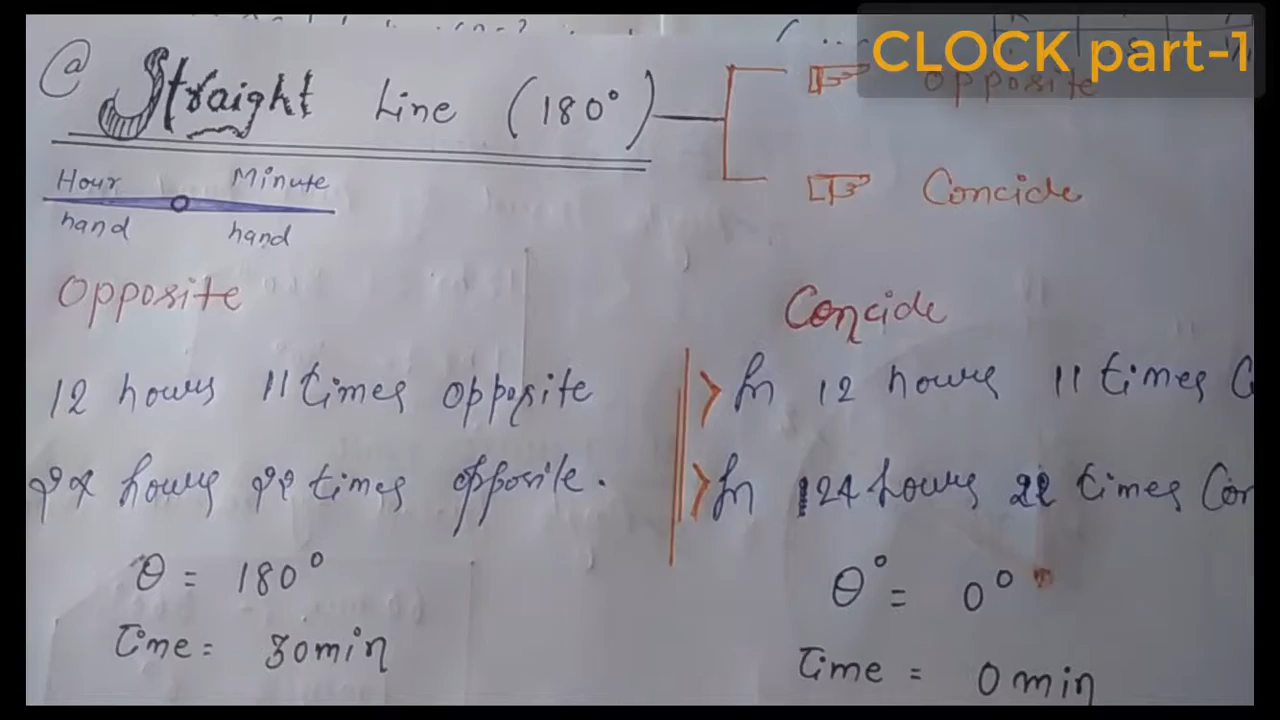 CLOCK part-1
@ Straight Line (180°)
Opposite
Concide
Hour Minute
hand hand
Opposite
Concide
12 hours 11 times opposite
In 12 hours 11 times
24 hours 22 times opposite.
In 24 hours 22 times
θ = 180°
θ° = 0°
Time = 30min
Time = 0 min